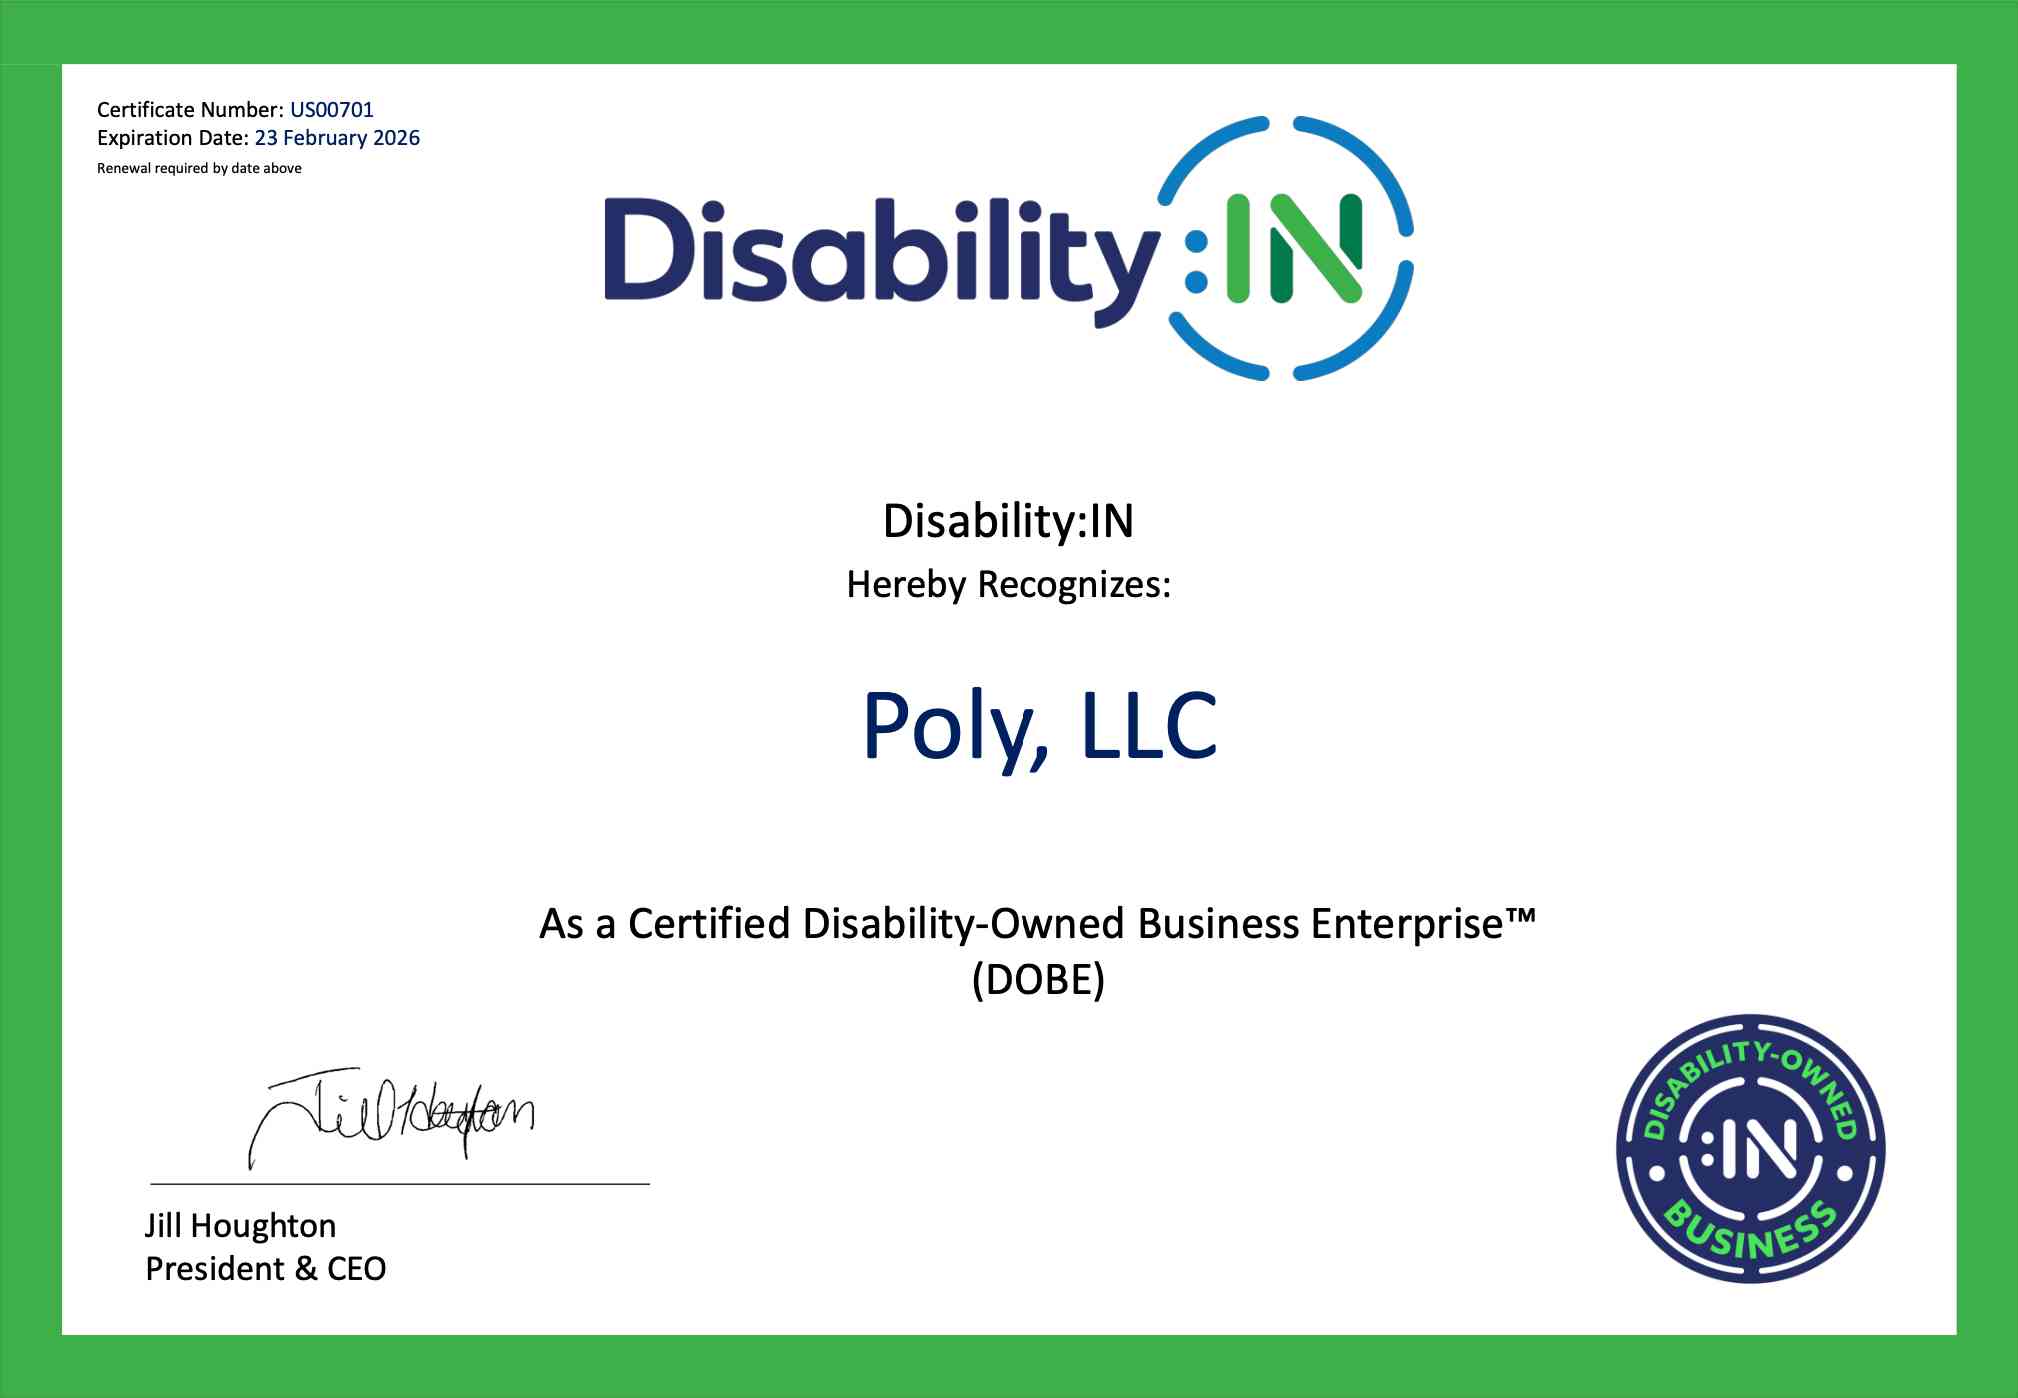 Certificate Number: US00701
Expiration Date: 23 February 2026
Renewal required by date above
Disability:IN
Disability:IN
Hereby Recognizes:
Poly, LLC
As a Certified Disability-Owned Business Enterprise™
(DOBE)
Jill Houghton
Jill Houghton
President & CEO
DISABILITY-OWNED
:IN
BUSINESS